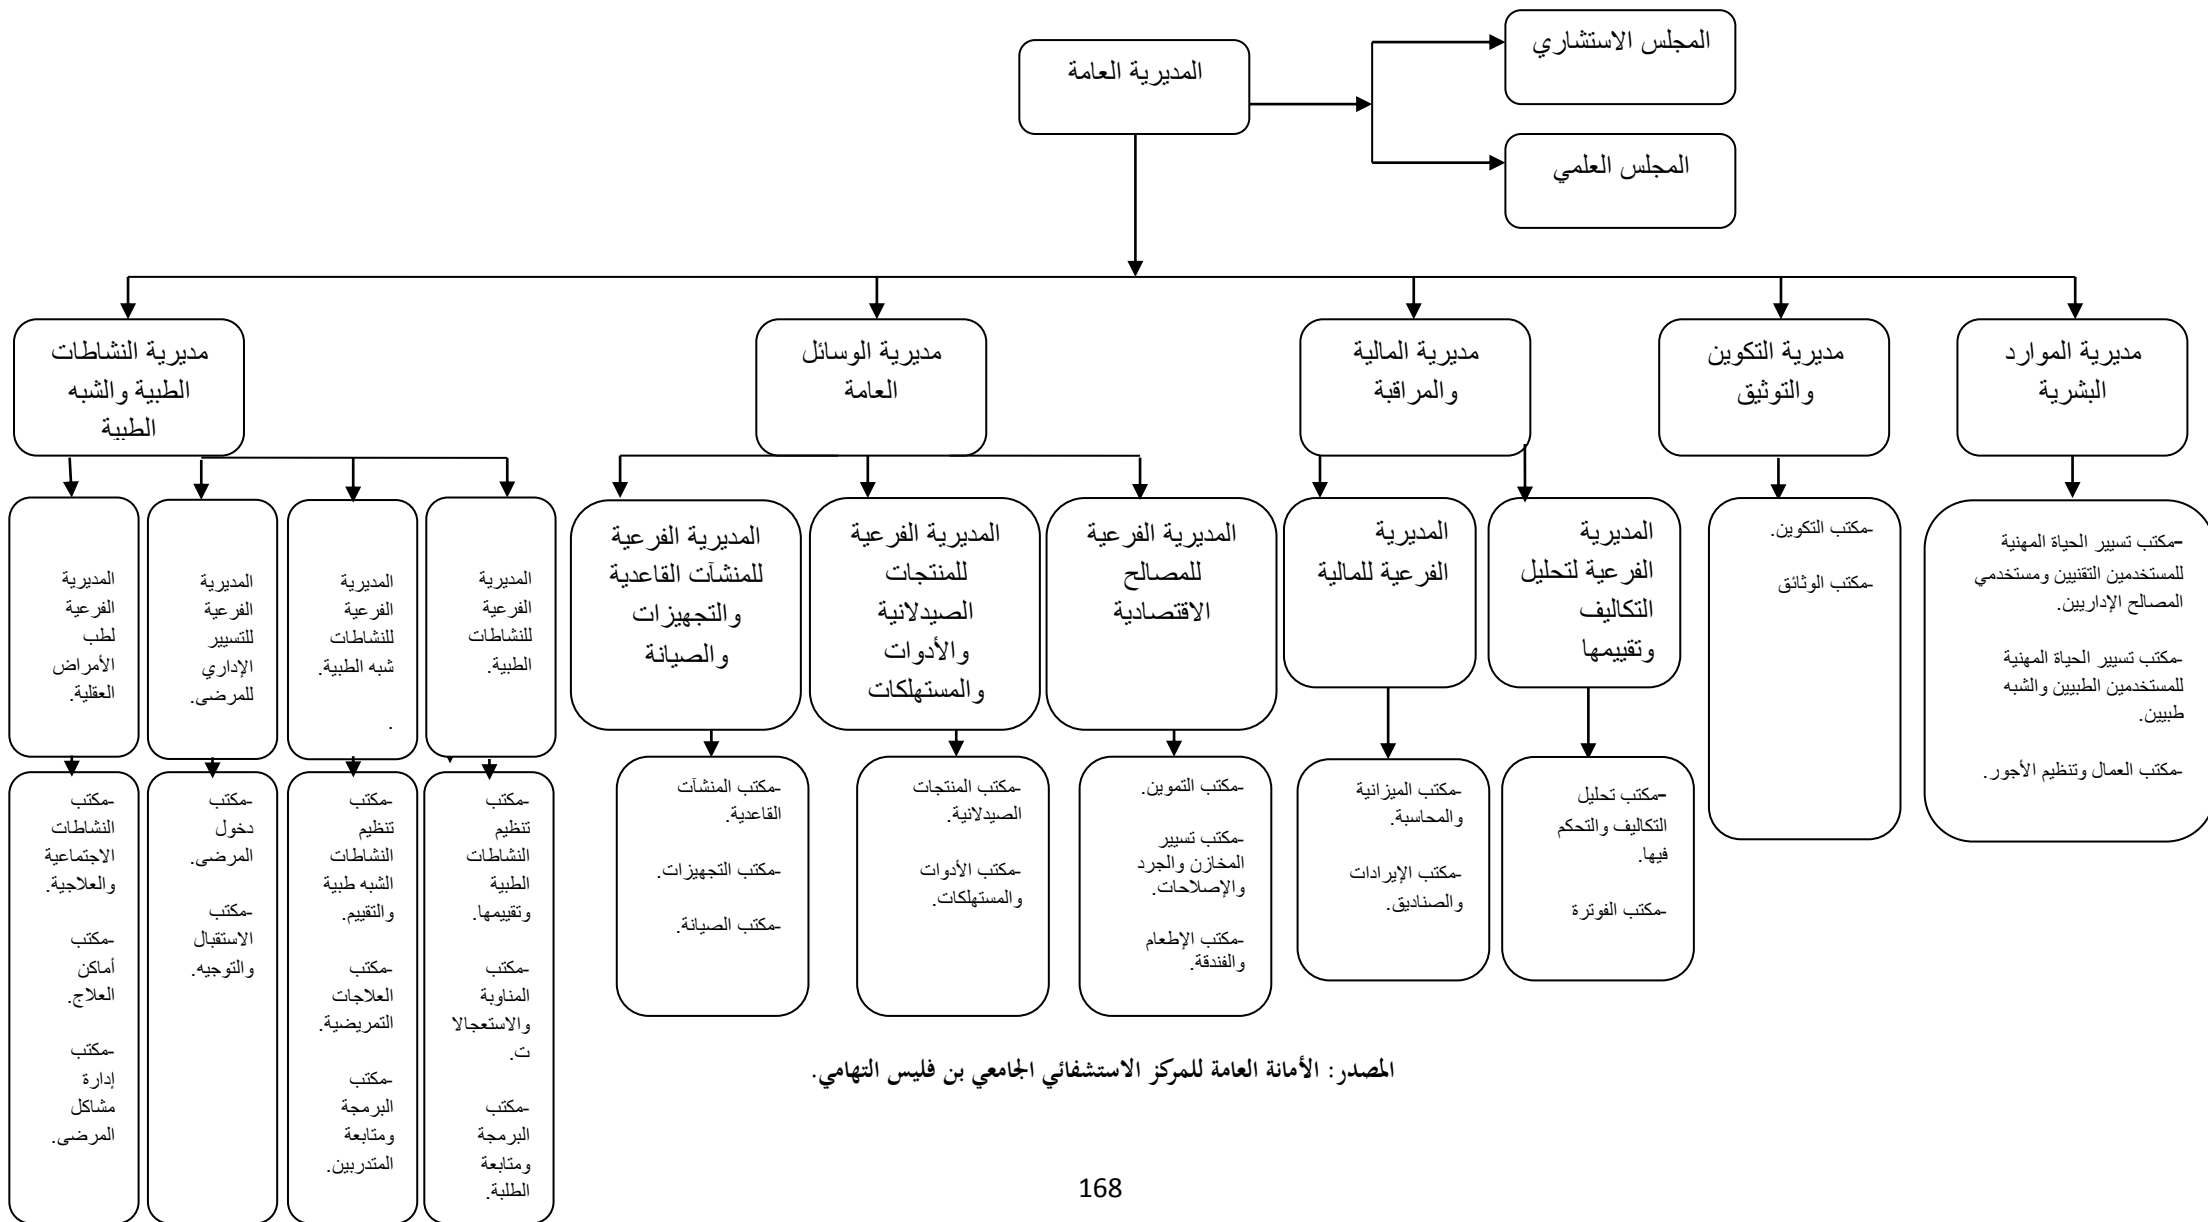 المجلس الاستشاري
المديرية العامة
المجلس العلمي
مديرية الموارد
البشرية
مديرية التكوين
والتوثيق
مديرية المالية
والمراقبة
مديرية الوسائل
العامة
مديرية النشاطات
الطبية والشبه
الطبية
-مكتب تسيير الحياة المهنية
للمستخدمين التقنيين ومستخدمي
المصالح الإداريين.
-مكتب تسيير الحياة المهنية
للمستخدمين الطبيين والشبه
طبيين.
-مكتب العمال وتنظيم الأجور.
-مكتب التكوين.
-مكتب الوثائق
المديرية
الفرعية لتحليل
التكاليف
وتقييمها
المديرية
الفرعية للمالية
المديرية الفرعية
للمصالح
الاقتصادية
المديرية الفرعية
للمنتجات
الصيدلانية
والأدوات
والمستهلكات
المديرية الفرعية
للمنشآت القاعدية
والتجهيزات
والصيانة
المديرية
الفرعية
للنشاطات
الطبية.
المديرية
الفرعية
للنشاطات
شبه الطبية.
.
المديرية
الفرعية
للتسيير
الإداري
للمرضى.
المديرية
الفرعية
لطب
الأمراض
العقلية.
-مكتب تحليل
التكاليف والتحكم
فيها.
-مكتب الفوترة
-مكتب الميزانية
والمحاسبة.
-مكتب الإيرادات
والصناديق.
-مكتب التموين.
-مكتب تسيير
المخازن والجرد
والإصلاحات.
-مكتب الإطعام
والفندقة.
-مكتب المنتجات
الصيدلانية.
-مكتب الأدوات
والمستهلكات.
-مكتب المنشآت
القاعدية.
-مكتب التجهيزات.
-مكتب الصيانة.
-مكتب
تنظيم
النشاطات
الطبية
وتقييمها.
-مكتب
المناوبة
والاستعجالا
ت.
-مكتب
البرمجة
ومتابعة
الطلبة.
-مكتب
تنظيم
النشاطات
الشبه طبية
والتقييم.
-مكتب
العلاجات
التمريضية.
-مكتب
البرمجة
ومتابعة
المتدربين.
-مكتب
دخول
المرضى.
-مكتب
الاستقبال
والتوجيه.
-مكتب
النشاطات
الاجتماعية
والعلاجية.
-مكتب
أماكن
العلاج.
-مكتب
إدارة
مشاكل
المرضى.
المصدر: الأمانة العامة للمركز الاستشفائي الجامعي بن فليس التهامي.
168